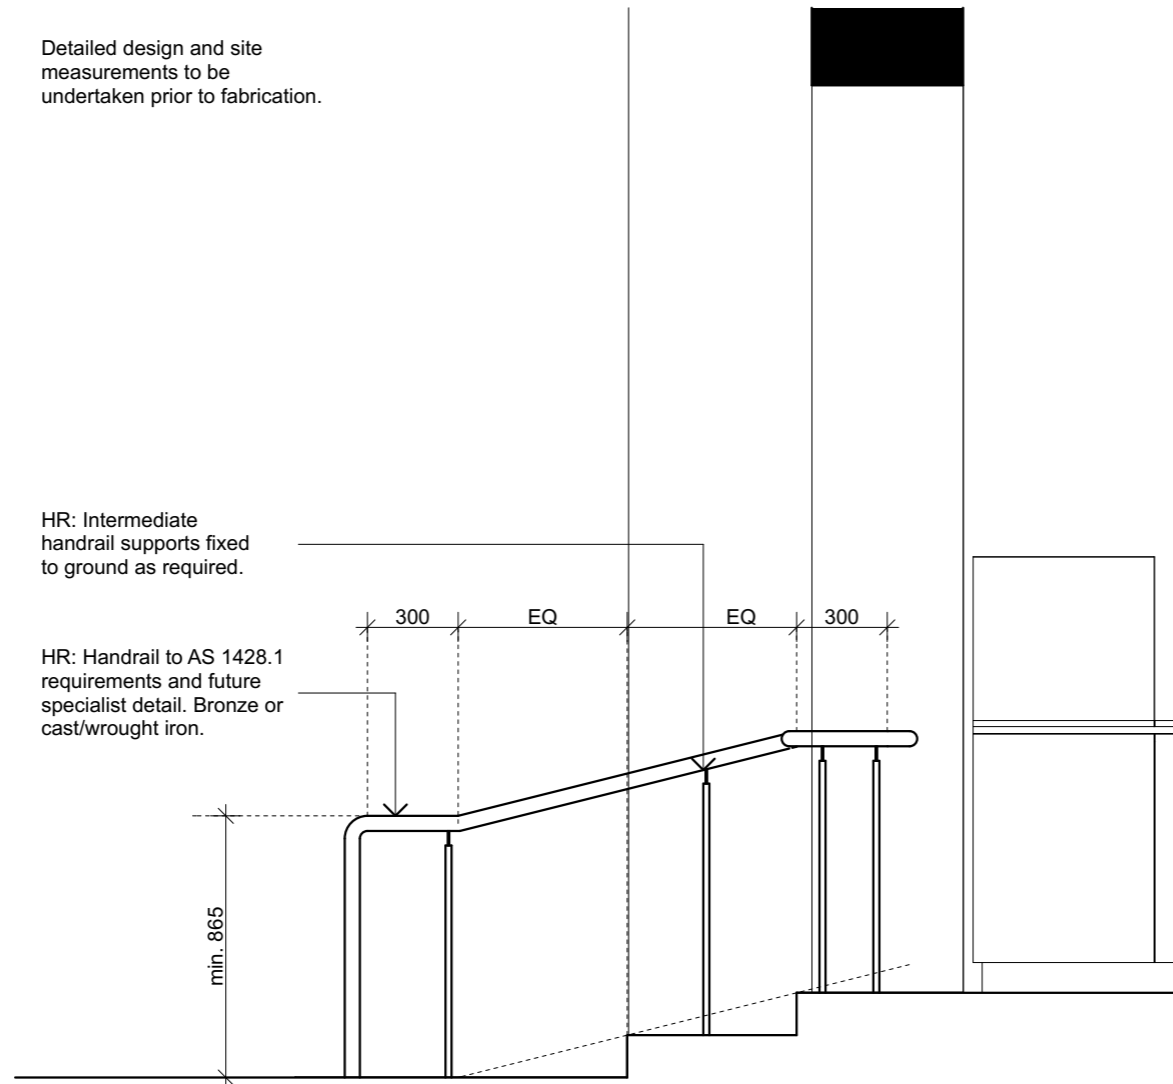 Detailed design and site
measurements to be
undertaken prior to fabrication.
HR: Intermediate
handrail supports fixed
to ground as required.
300 EQ EQ 300
HR: Handrail to AS 1428.1
requirements and future
specialist detail. Bronze or
cast/wrought iron.
min. 865